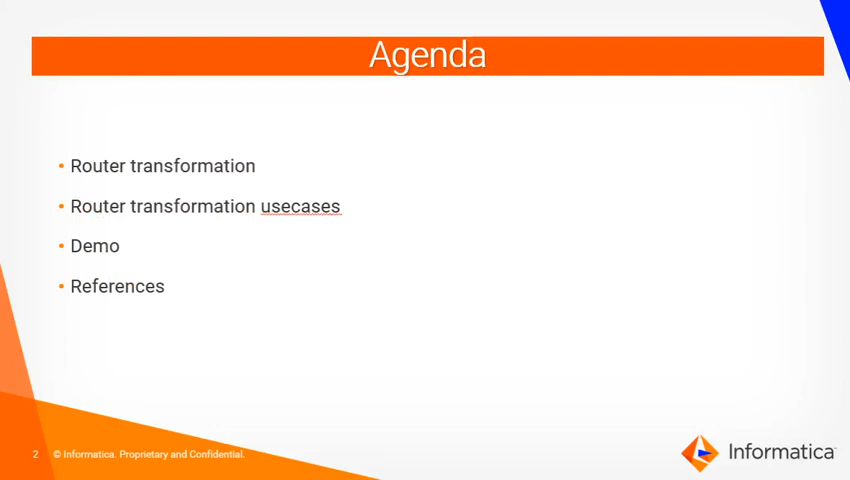 Agenda
• Router transformation
• Router transformation usecases
• Demo
• References
2 © Informatica. Proprietary and Confidential.
Informatica